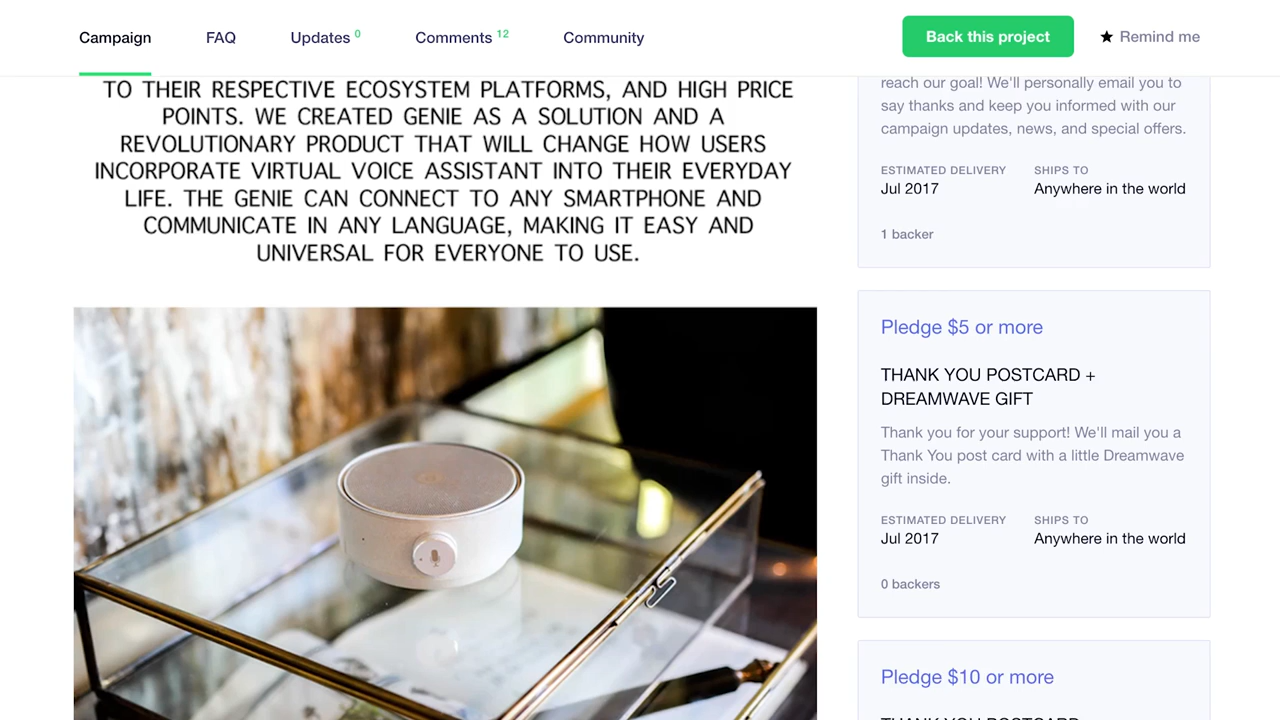 Campaign
FAQ
Updates 0
Comments 12
Community
Back this project
Remind me
TO THEIR RESPECTIVE ECOSYSTEM PLATFORMS, AND HIGH PRICE
POINTS. WE CREATED GENIE AS A SOLUTION AND A
REVOLUTIONARY PRODUCT THAT WILL CHANGE HOW USERS
INCORPORATE VIRTUAL VOICE ASSISTANT INTO THEIR EVERYDAY
LIFE. THE GENIE CAN CONNECT TO ANY SMARTPHONE AND
COMMUNICATE IN ANY LANGUAGE, MAKING IT EASY AND
UNIVERSAL FOR EVERYONE TO USE.
reach our goal! We'll personally email you to
say thanks and keep you informed with our
campaign updates, news, and special offers.
ESTIMATED DELIVERY
Jul 2017
SHIPS TO
Anywhere in the world
1 backer
Pledge $5 or more
THANK YOU POSTCARD +
DREAMWAVE GIFT
Thank you for your support! We'll mail you a
Thank You post card with a little Dreamwave
gift inside.
ESTIMATED DELIVERY
Jul 2017
SHIPS TO
Anywhere in the world
0 backers
Pledge $10 or more
THANK YOU POSTCARD